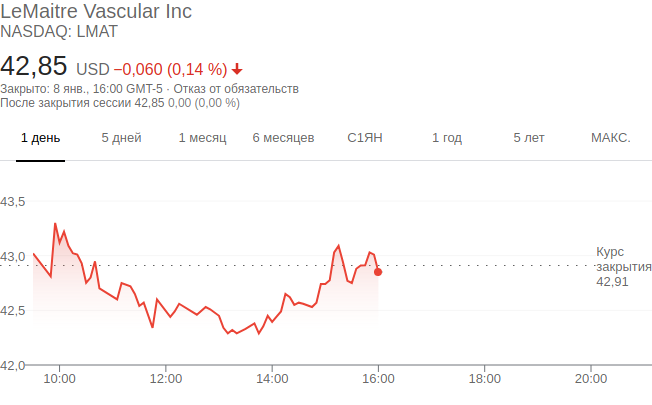 LeMaitre Vascular Inc
NASDAQ: LMAT
42,85 USD −0,060 (0,14 %)
Закрыто: 8 янв., 16:00 GMT-5 · Отказ от обязательств
После закрытия сессии 42,85 0,00 (0,00 %)
1 день 5 дней 1 месяц 6 месяцев С1ЯН 1 год 5 лет МАКС.
43,5
43,0
42,5
42,0
Курс
закрытия
42,91
10:00 12:00 14:00 16:00 18:00 20:00